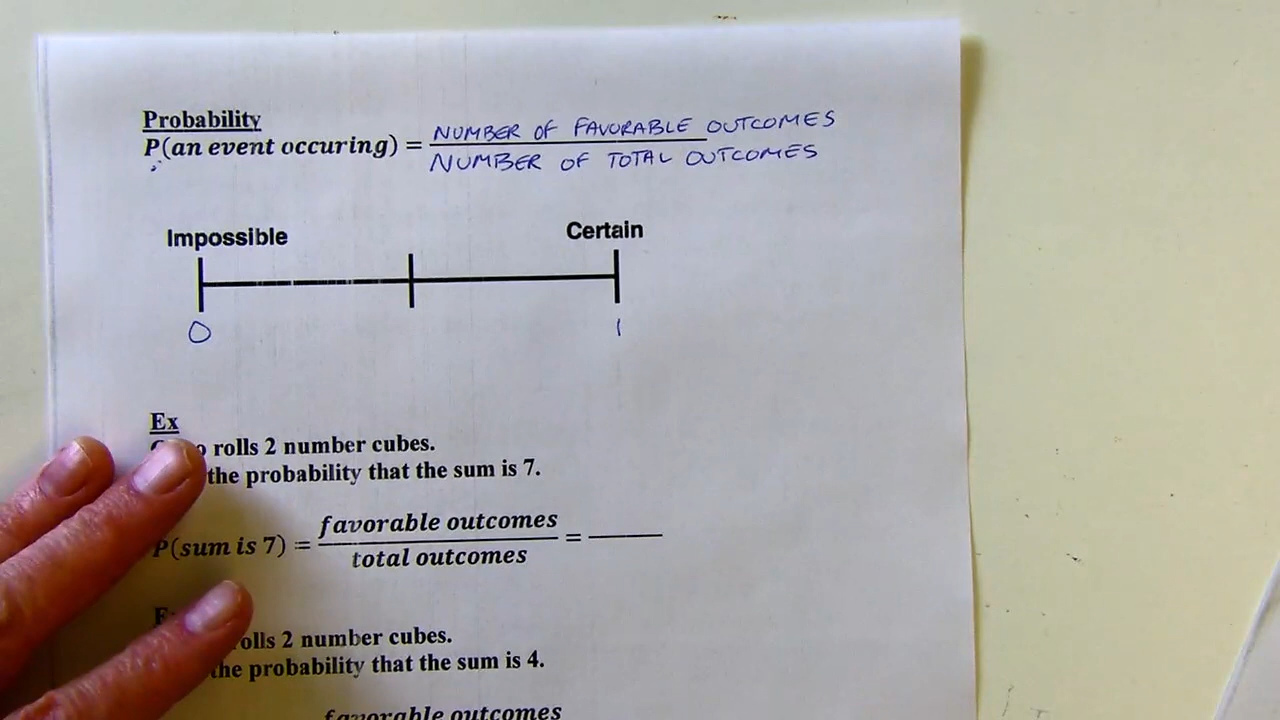 Probability
P(an event occuring) = NUMBER OF FAVORABLE OUTCOMES
NUMBER OF TOTAL OUTCOMES
Impossible Certain
0 1
Ex
rolls 2 number cubes.
the probability that the sum is 7.
P(sum is 7) = favorable outcomes = ______
total outcomes
rolls 2 number cubes.
the probability that the sum is 4.
favorable outcomes